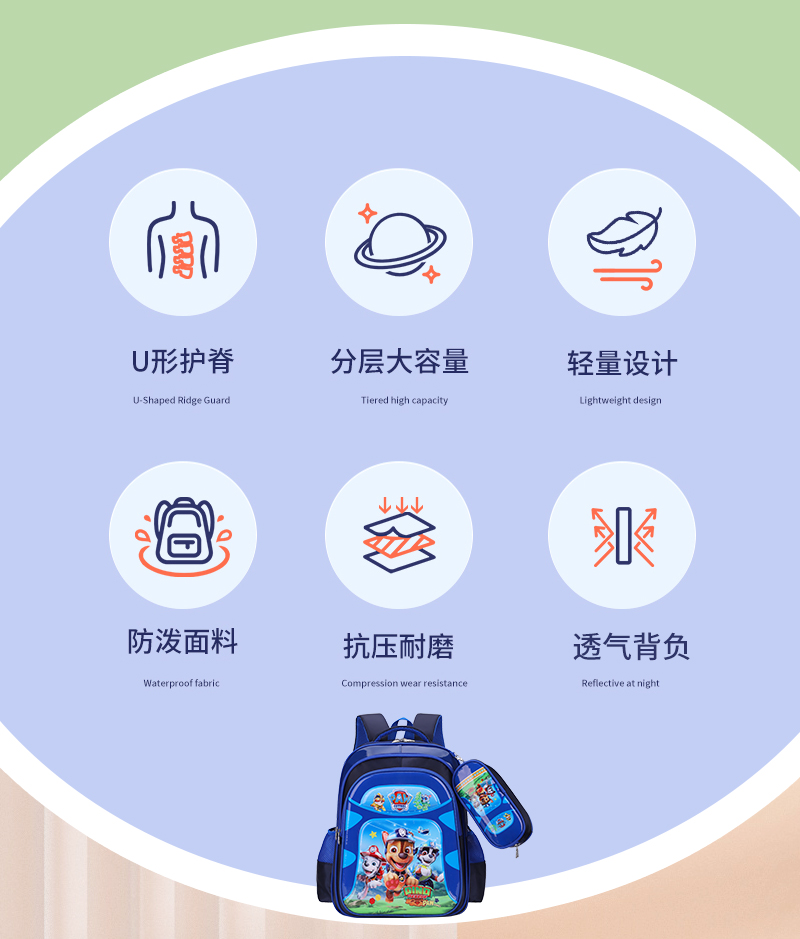 U形护脊
分层大容量
轻量设计
U-Shaped Ridge Guard
Tiered high capacity
Lightweight design
防泼面料
抗压耐磨
透气背负
Waterproof fabric
Compression wear resistance
Reflective at night
DINO